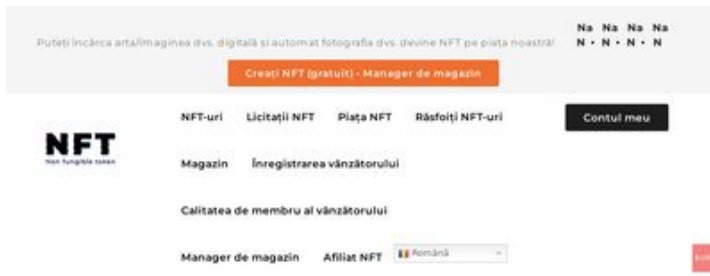 Puteți încărca arta/imaginea dvs. digitală și automat fotografia dvs. devine NFT pe piața noastră!
Na Na Na Na
N • N • N • N
Creați NFT (gratuit) - Manager de magazin
NFT-uri Licitații NFT Piața NFT Răsfoiți NFT-uri
Contul meu
NFT
Non fungible token
Magazin Înregistrarea vânzătorului
Calitatea de membru al vânzătorului
Manager de magazin Afiliat NFT Română